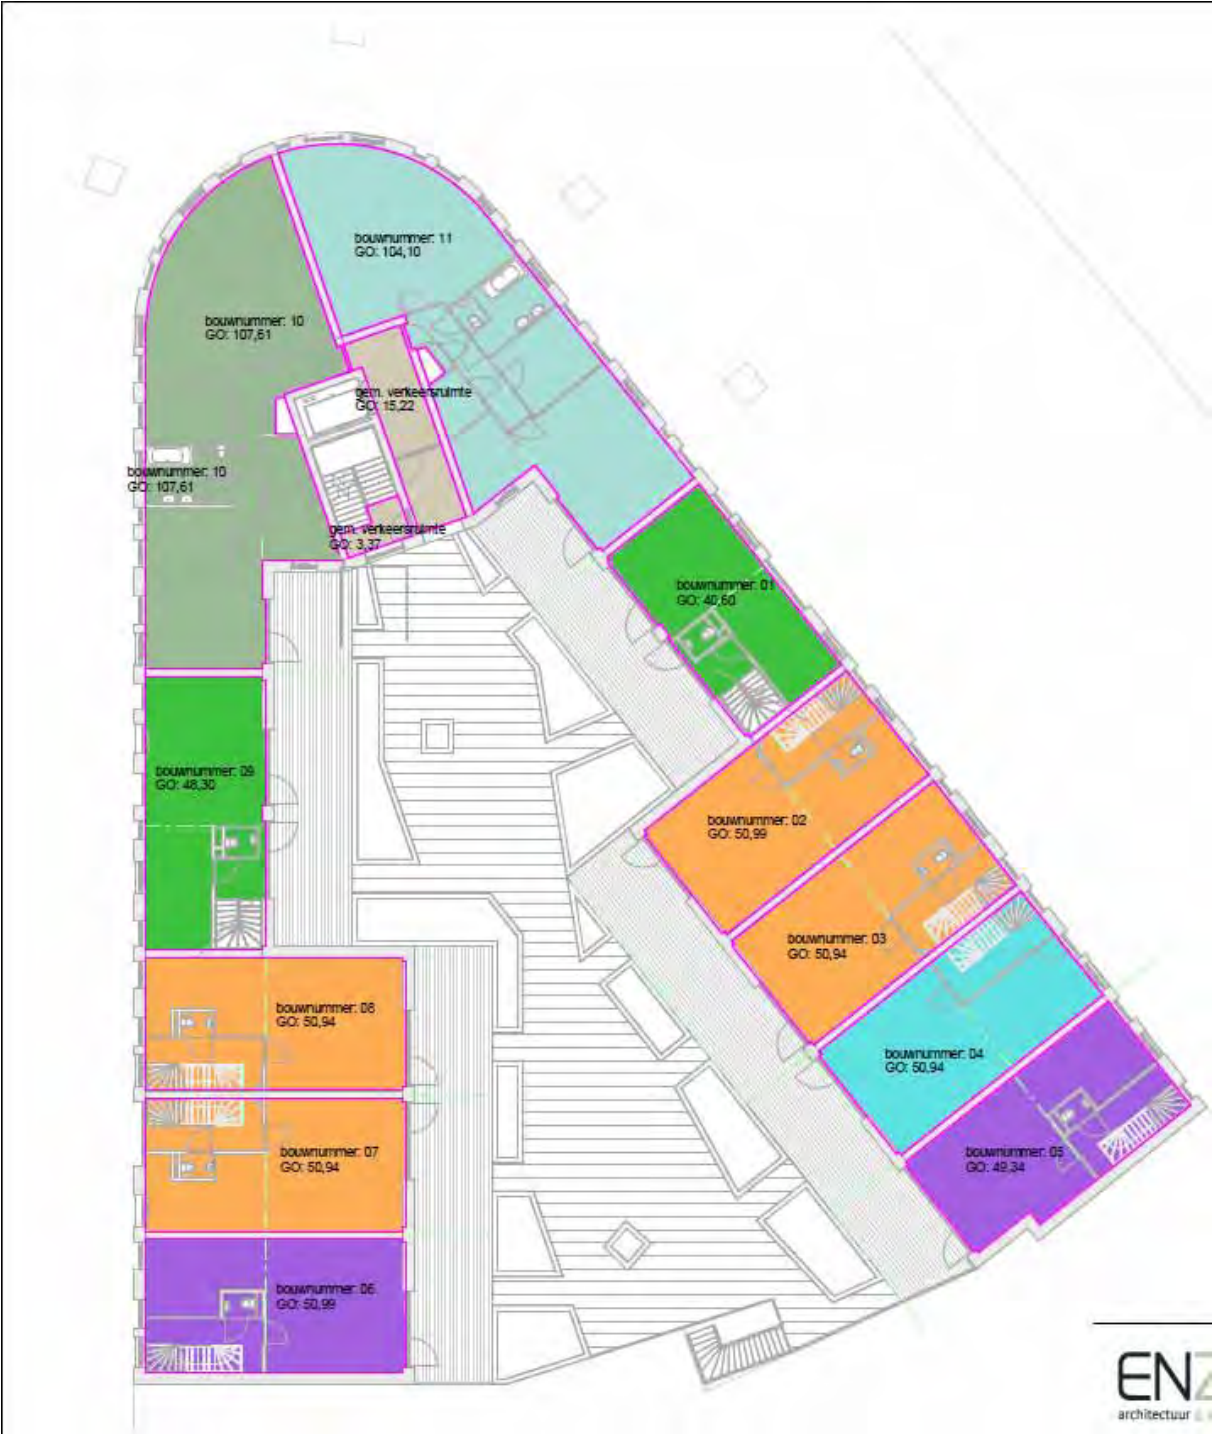 bouwnummer: 11
GO: 104,10
bouwnummer: 10
GO: 107,61
gem. verkeersruimte
GO: 15,22
bouwnummer: 10
GO: 107,61
gem. verkeersruimte
GO: 3,37
bouwnummer: 01
GO: 40,60
bouwnummer: 09
GO: 48,30
bouwnummer: 02
GO: 50,99
bouwnummer: 03
GO: 50,94
bouwnummer: 08
GO: 50,94
bouwnummer: 04
GO: 50,94
bouwnummer: 07
GO: 50,94
bouwnummer: 05
GO: 49,34
bouwnummer: 06
GO: 50,99
EN
architectuur